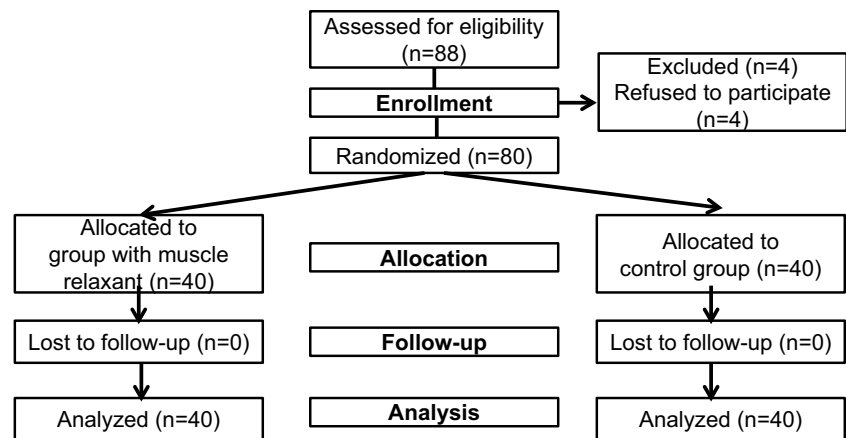 Assessed for eligibility
(n=88)
Excluded (n=4)
Refused to participate
(n=4)
Enrollment
Randomized (n=80)
Allocated to
group with muscle
relaxant (n=40)
Allocation
Allocated to
control group (n=40)
Lost to follow-up (n=0)
Follow-up
Lost to follow-up (n=0)
Analyzed (n=40)
Analysis
Analyzed (n=40)